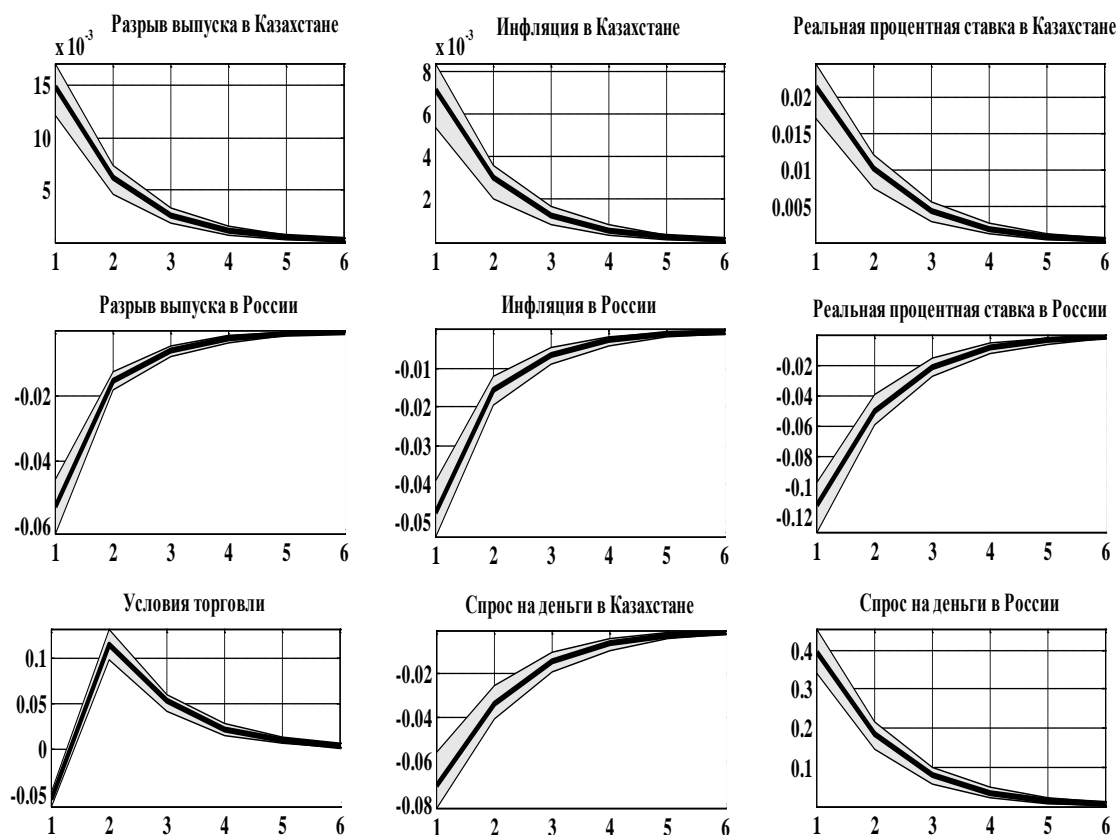 Разрыв выпуска в Казахстане
x 10⁻³
15
10
5
1 2 3 4 5 6
Инфляция в Казахстане
x 10⁻³
8
6
4
2
1 2 3 4 5 6
Реальная процентная ставка в Казахстане
0.02
0.015
0.01
0.005
1 2 3 4 5 6
Разрыв выпуска в России
-0.02
-0.04
-0.06
1 2 3 4 5 6
Инфляция в России
-0.01
-0.02
-0.03
-0.04
-0.05
1 2 3 4 5 6
Реальная процентная ставка в России
-0.02
-0.04
-0.06
-0.08
-0.1
-0.12
1 2 3 4 5 6
Условия торговли
0.1
0.05
0
-0.05
1 2 3 4 5 6
Спрос на деньги в Казахстане
-0.02
-0.04
-0.06
-0.08
1 2 3 4 5 6
Спрос на деньги в России
0.4
0.3
0.2
0.1
1 2 3 4 5 6